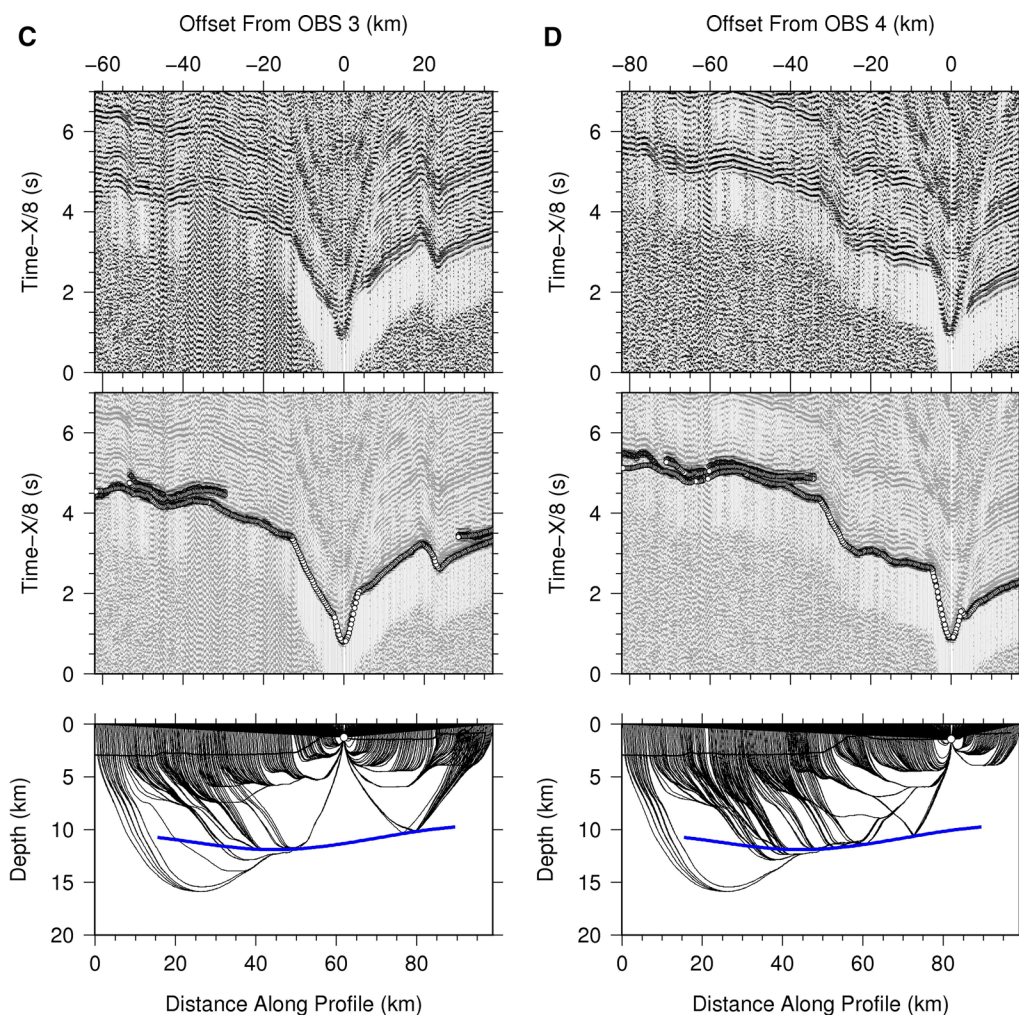 C
Offset From OBS 3 (km)
−60 −40 −20 0 20
Time−X/8 (s)
6
4
2
0
Time−X/8 (s)
6
4
2
0
Depth (km)
0
5
10
15
20
0 20 40 60 80
Distance Along Profile (km)
D
Offset From OBS 4 (km)
−80 −60 −40 −20 0
Time−X/8 (s)
6
4
2
0
Time−X/8 (s)
6
4
2
0
Depth (km)
0
5
10
15
20
0 20 40 60 80
Distance Along Profile (km)